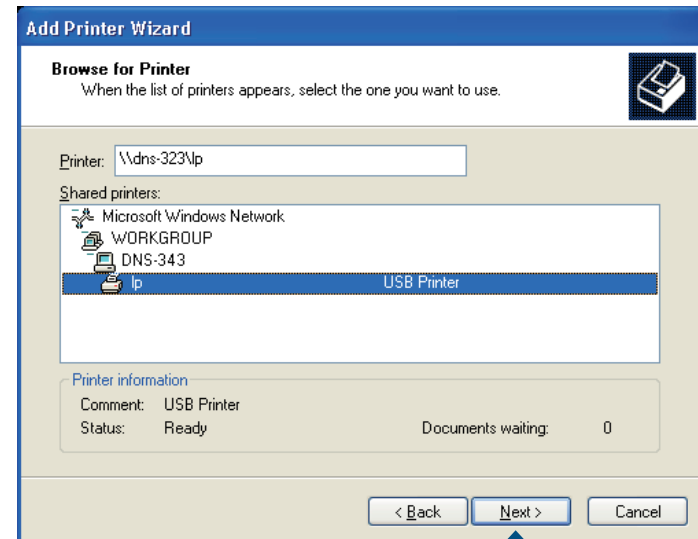 Add Printer Wizard
Browse for Printer
When the list of printers appears, select the one you want to use.
Printer: \\dns-323\lp
Shared printers:
Microsoft Windows Network
WORKGROUP
DNS-343
lp USB Printer
Printer information
Comment: USB Printer
Status: Ready Documents waiting: 0
< Back Next > Cancel